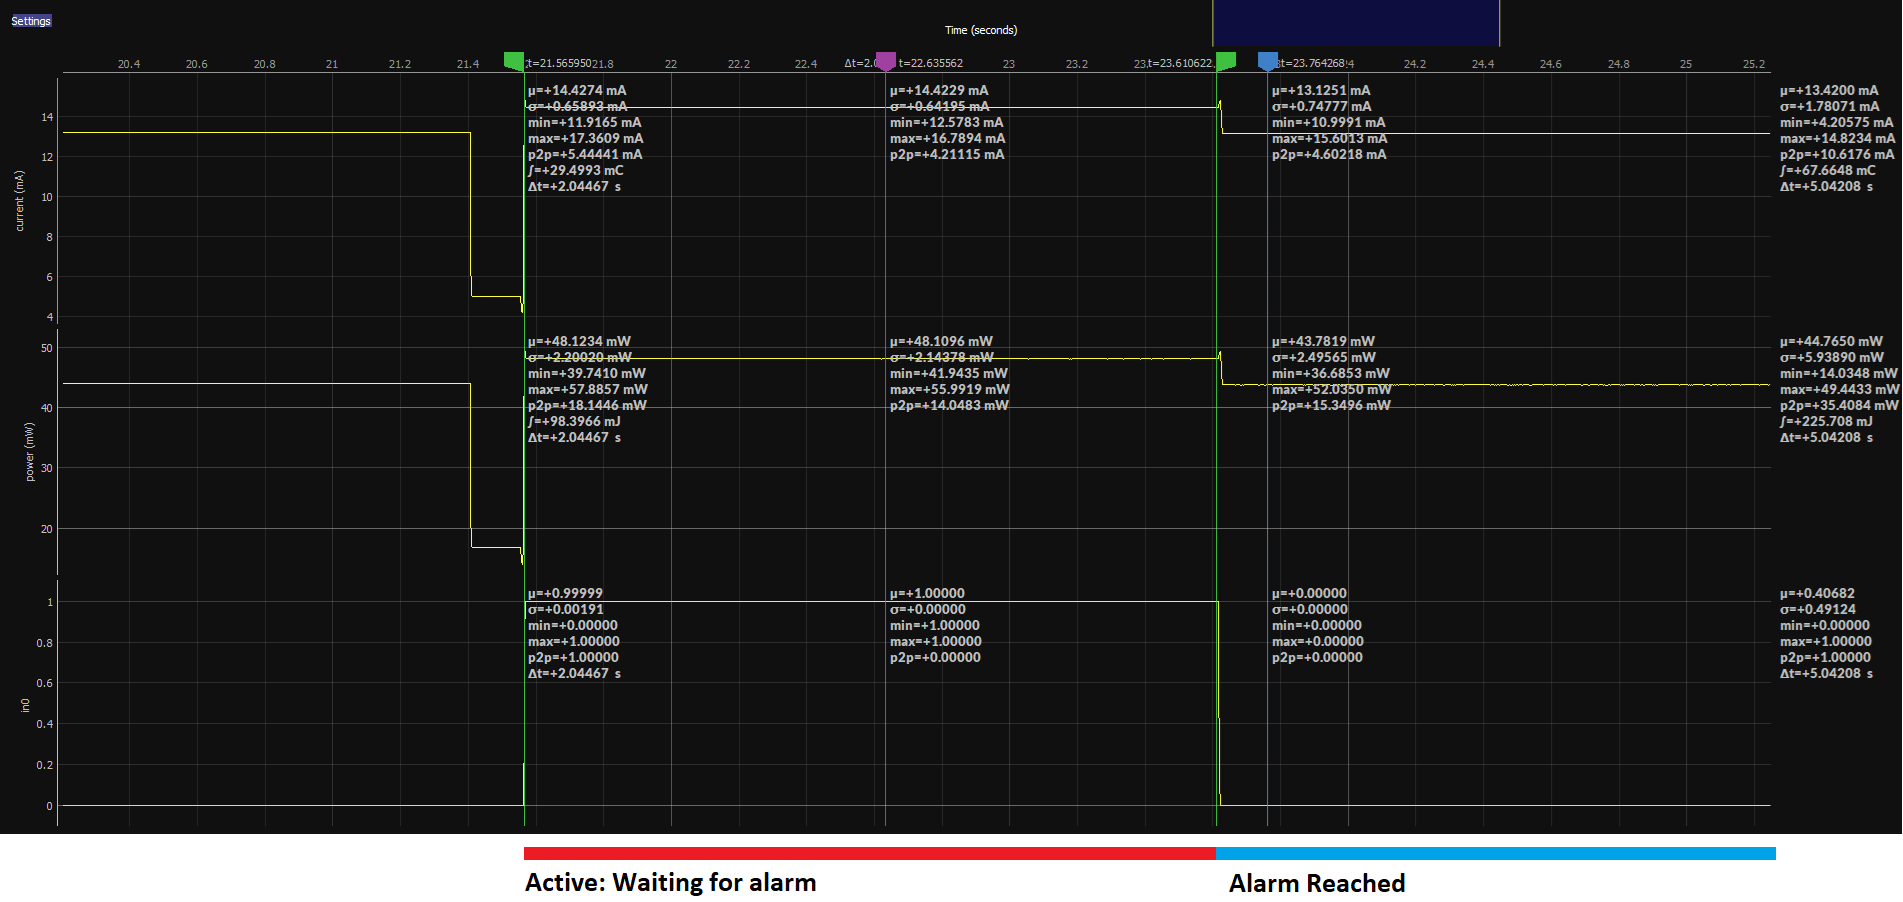 Settings
Time (seconds)
20.4 20.6 20.8 21 21.2 21.4 t=21.565950 21.8 22 22.2 22.4 Δt=2.0 t=22.635562 23 23.2 23. t=23.610622 t=23.764268 24.2 24.4 24.6 24.8 25 25.2
current (mA)
14
12
10
8
6
4
μ=+14.4274 mA
σ=+0.65893 mA
min=+11.9165 mA
max=+17.3609 mA
p2p=+5.44441 mA
∫=+29.4993 mC
Δt=+2.04467 s
μ=+14.4229 mA
σ=+0.64195 mA
min=+12.5783 mA
max=+16.7894 mA
p2p=+4.21115 mA
μ=+13.1251 mA
σ=+0.74777 mA
min=+10.9991 mA
max=+15.6013 mA
p2p=+4.60218 mA
μ=+13.4200 mA
σ=+1.78071 mA
min=+4.20575 mA
max=+14.8234 mA
p2p=+10.6176 mA
∫=+67.6648 mC
Δt=+5.04208 s
power (mW)
50
40
30
20
μ=+48.1234 mW
σ=+2.20020 mW
min=+39.7410 mW
max=+57.8857 mW
p2p=+18.1446 mW
∫=+98.3966 mJ
Δt=+2.04467 s
μ=+48.1096 mW
σ=+2.14378 mW
min=+41.9435 mW
max=+55.9919 mW
p2p=+14.0483 mW
μ=+43.7819 mW
σ=+2.49565 mW
min=+36.6853 mW
max=+52.0350 mW
p2p=+15.3496 mW
μ=+44.7650 mW
σ=+5.93890 mW
min=+14.0348 mW
max=+49.4433 mW
p2p=+35.4084 mW
∫=+225.708 mJ
Δt=+5.04208 s
in0
1
0.8
0.6
0.4
0.2
0
μ=+0.99999
σ=+0.00191
min=+0.00000
max=+1.00000
p2p=+1.00000
Δt=+2.04467 s
μ=+1.00000
σ=+0.00000
min=+1.00000
max=+1.00000
p2p=+0.00000
μ=+0.00000
σ=+0.00000
min=+0.00000
max=+0.00000
p2p=+0.00000
μ=+0.40682
σ=+0.49124
min=+0.00000
max=+1.00000
p2p=+1.00000
Δt=+5.04208 s
Active: Waiting for alarm
Alarm Reached